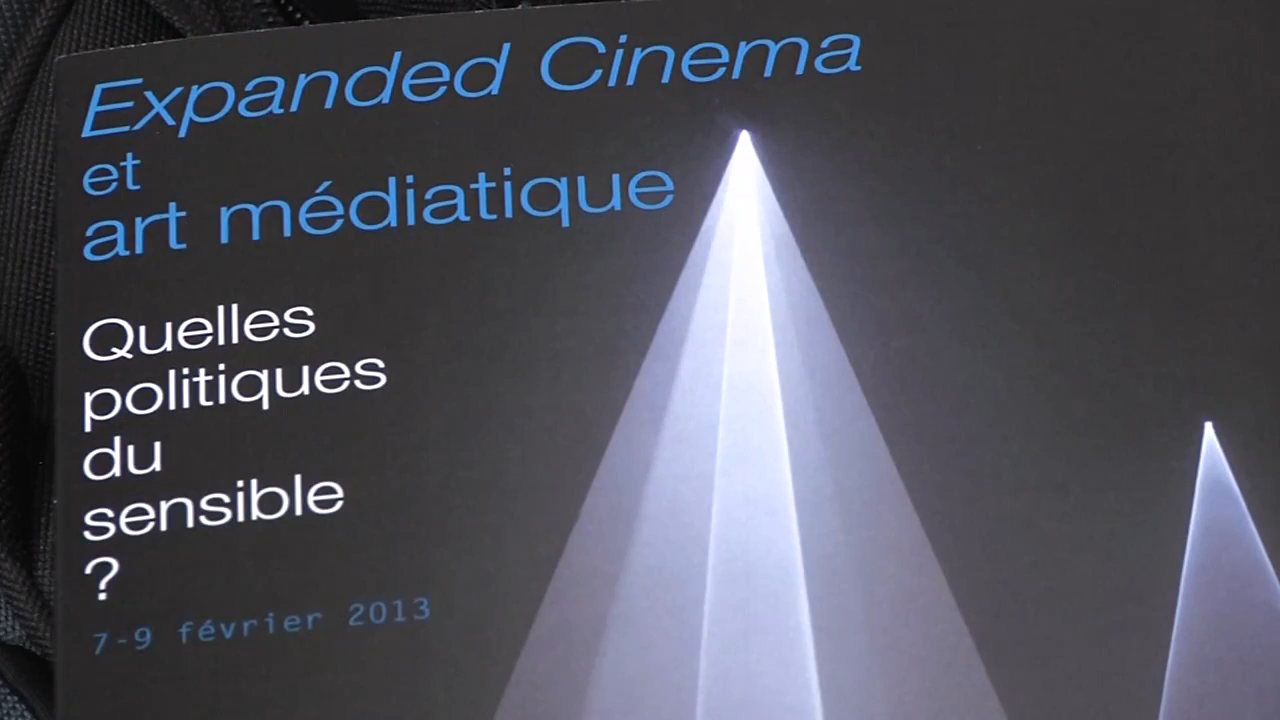 Expanded Cinema
et
art médiatique
Quelles
politiques
du
sensible
?
7-9 février 2013